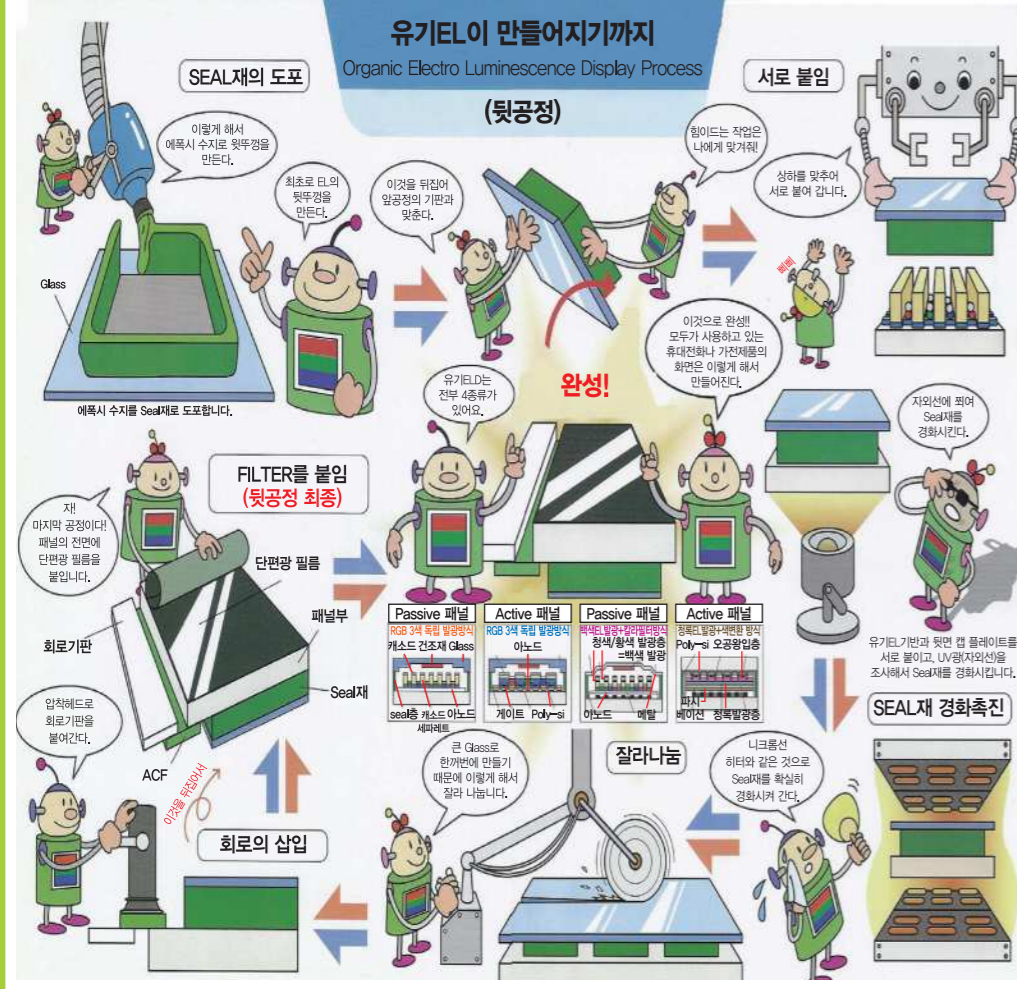 유기EL이 만들어지기까지
Organic Electro Luminescence Display Process
(뒷공정)
SEAL재의 도포
이렇게 해서
에폭시 수지로 윗뚜껑을
만든다.
최초로 EL의
뒷뚜껑을
만든다.
Glass
에폭시 수지를 Seal재로 도포합니다.
이것을 뒤집어
앞공정의 기판과
맞춘다.
힘이드는 작업은
나에게 맞겨줘!
서로 붙임
상하를 맞추어
서로 붙여 갑니다.
삐삐
자외선에 쬐여
Seal재를
경화시킨다.
유기EL기반과 뒷면 캡 플레이트를
서로 붙이고, UV광(자외선)을
조사해서 Seal재를 경화시킵니다.
SEAL재 경화촉진
니크롬선
히터와 같은 것으로
Seal재를 확실히
경화시켜 간다.
잘라나눔
큰 Glass로
한꺼번에 만들기
때문에 이렇게 해서
잘라 나눕니다.
회로의 삽입
압착헤드로
회로기판을
붙여간다.
이것을 뒤집어서
FILTER를 붙임
(뒷공정 최종)
자!
마지막 공정이다!
패널의 전면에
단편광 필름을
붙입니다.
단편광 필름
패널부
회로기판
Seal재
ACF
완성!
유기ELD는
전부 4종류가
있어요.
이것으로 완성!!
모두가 사용하고 있는
휴대전화나 가전제품의
화면은 이렇게 해서
만들어진다.
Passive 패널
RGB 3색 독립 발광방식
캐소드 건조재 Glass
seal층 캐소드 아노드
세퍼레트
Active 패널
RGB 3색 독립 발광방식
아노드
게이트 Poly-si
Passive 패널
백색EL발광+칼라필터방식
청색/황색 발광층
=백색 발광
아노드 메탈
Active 패널
청록EL발광+색변환 방식
Poly-si 오공왕입층
파시
베이션 청록발광층